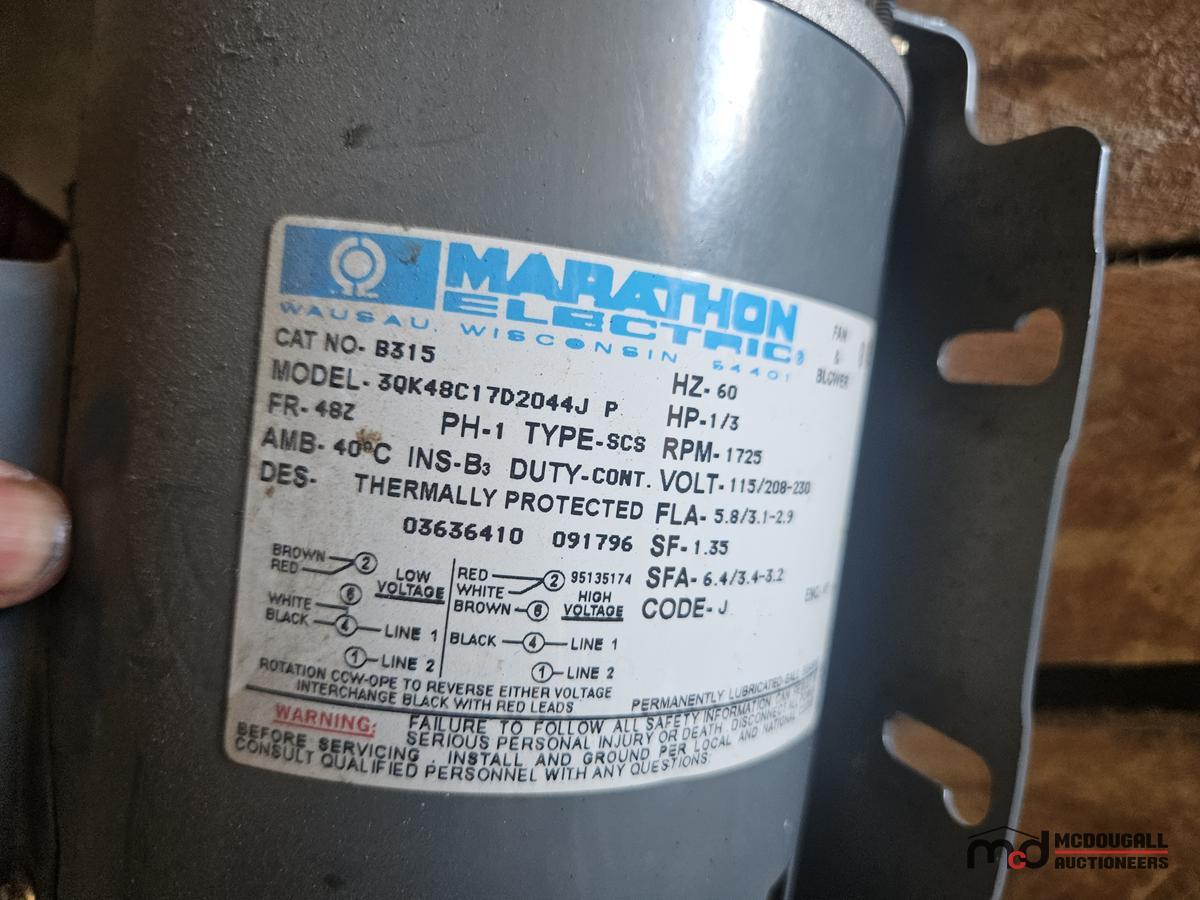 MARATHON
ELECTRIC®
WAUSAU, WISCONSIN 54401
FAN
&
BLOWER
CAT NO- B315
MODEL- 3QK48C17D2044J P
FR- 48Z
PH-1 TYPE-SCS
AMB- 40°C INS-B3 DUTY-CONT.
DES-
THERMALLY PROTECTED
03636410 091796
HZ- 60
HP-1/3
RPM- 1725
VOLT- 115/208-230
FLA- 5.8/3.1-2.9
SF- 1.35
SFA- 6.4/3.4-3.2
CODE- J
BROWN
RED
2
6
LOW
VOLTAGE
WHITE
BLACK
4
LINE 1
1
LINE 2
RED
WHITE
2
95135174
HIGH
VOLTAGE
BROWN
6
BLACK
4
LINE 1
1
LINE 2
ROTATION CCW-OPE TO REVERSE EITHER VOLTAGE
INTERCHANGE BLACK WITH RED LEADS
PERMANENTLY LUBRICATED BALL
WARNING:
FAILURE TO FOLLOW ALL SAFETY INFORMATION CAN
SERIOUS PERSONAL INJURY OR DEATH. DISCONNECT
BEFORE SERVICING, INSTALL AND GROUND PER LOCAL AND NATIONAL
CONSULT QUALIFIED PERSONNEL WITH ANY QUESTIONS.
mcd MCDOUGALL
AUCTIONEERS